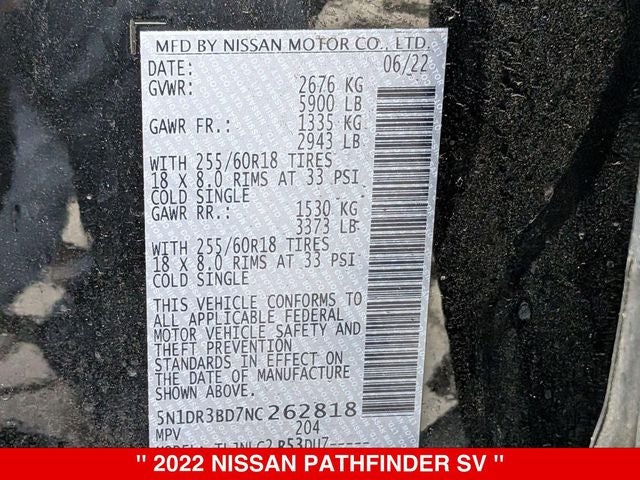 MFD BY NISSAN MOTOR CO., LTD.
DATE: 06/22
GVWR: 2676 KG
5900 LB
GAWR FR.: 1335 KG
2943 LB
WITH 255/60R18 TIRES
18 X 8.0 RIMS AT 33 PSI
COLD SINGLE
GAWR RR.: 1530 KG
3373 LB
WITH 255/60R18 TIRES
18 X 8.0 RIMS AT 33 PSI
COLD SINGLE
THIS VEHICLE CONFORMS TO
ALL APPLICABLE FEDERAL
MOTOR VEHICLE SAFETY AND
THEFT PREVENTION
STANDARDS IN EFFECT ON
THE DATE OF MANUFACTURE
SHOWN ABOVE.
5N1DR3BD7NC262818
MPV 204
" 2022 NISSAN PATHFINDER SV "